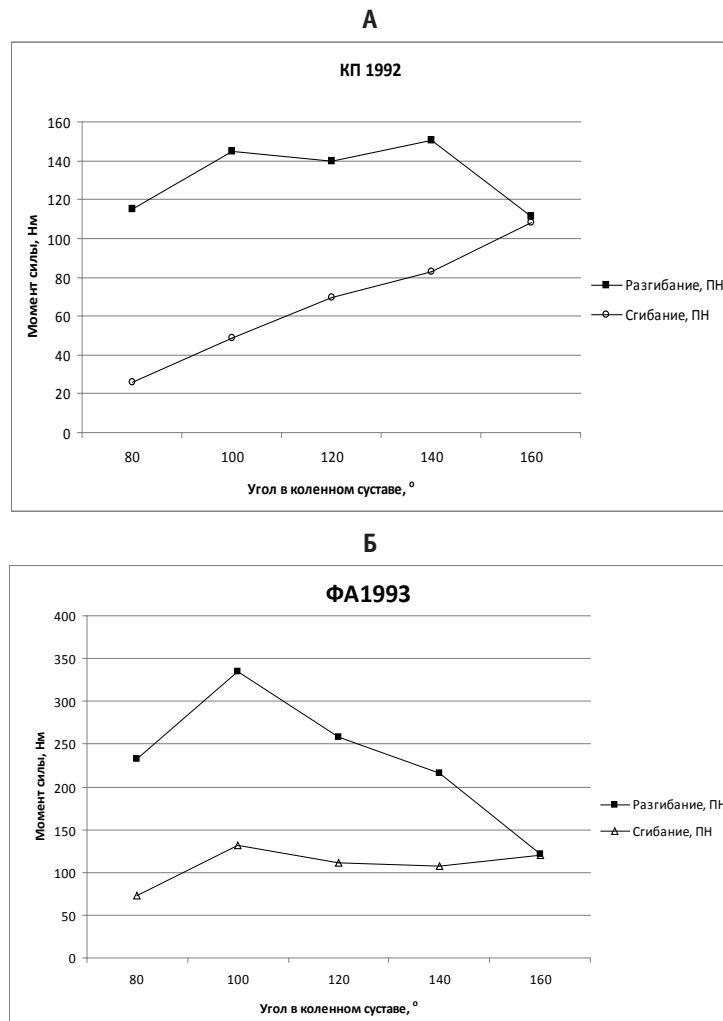 А
КП 1992
Момент силы, Нм
160
140
120
100
80
60
40
20
0
80 100 120 140 160
Угол в коленном суставе, °
Разгибание, ПН
Сгибание, ПН
Б
ФА1993
Момент силы, Нм
400
350
300
250
200
150
100
50
0
80 100 120 140 160
Угол в коленном суставе, °
Разгибание, ПН
Сгибание, ПН